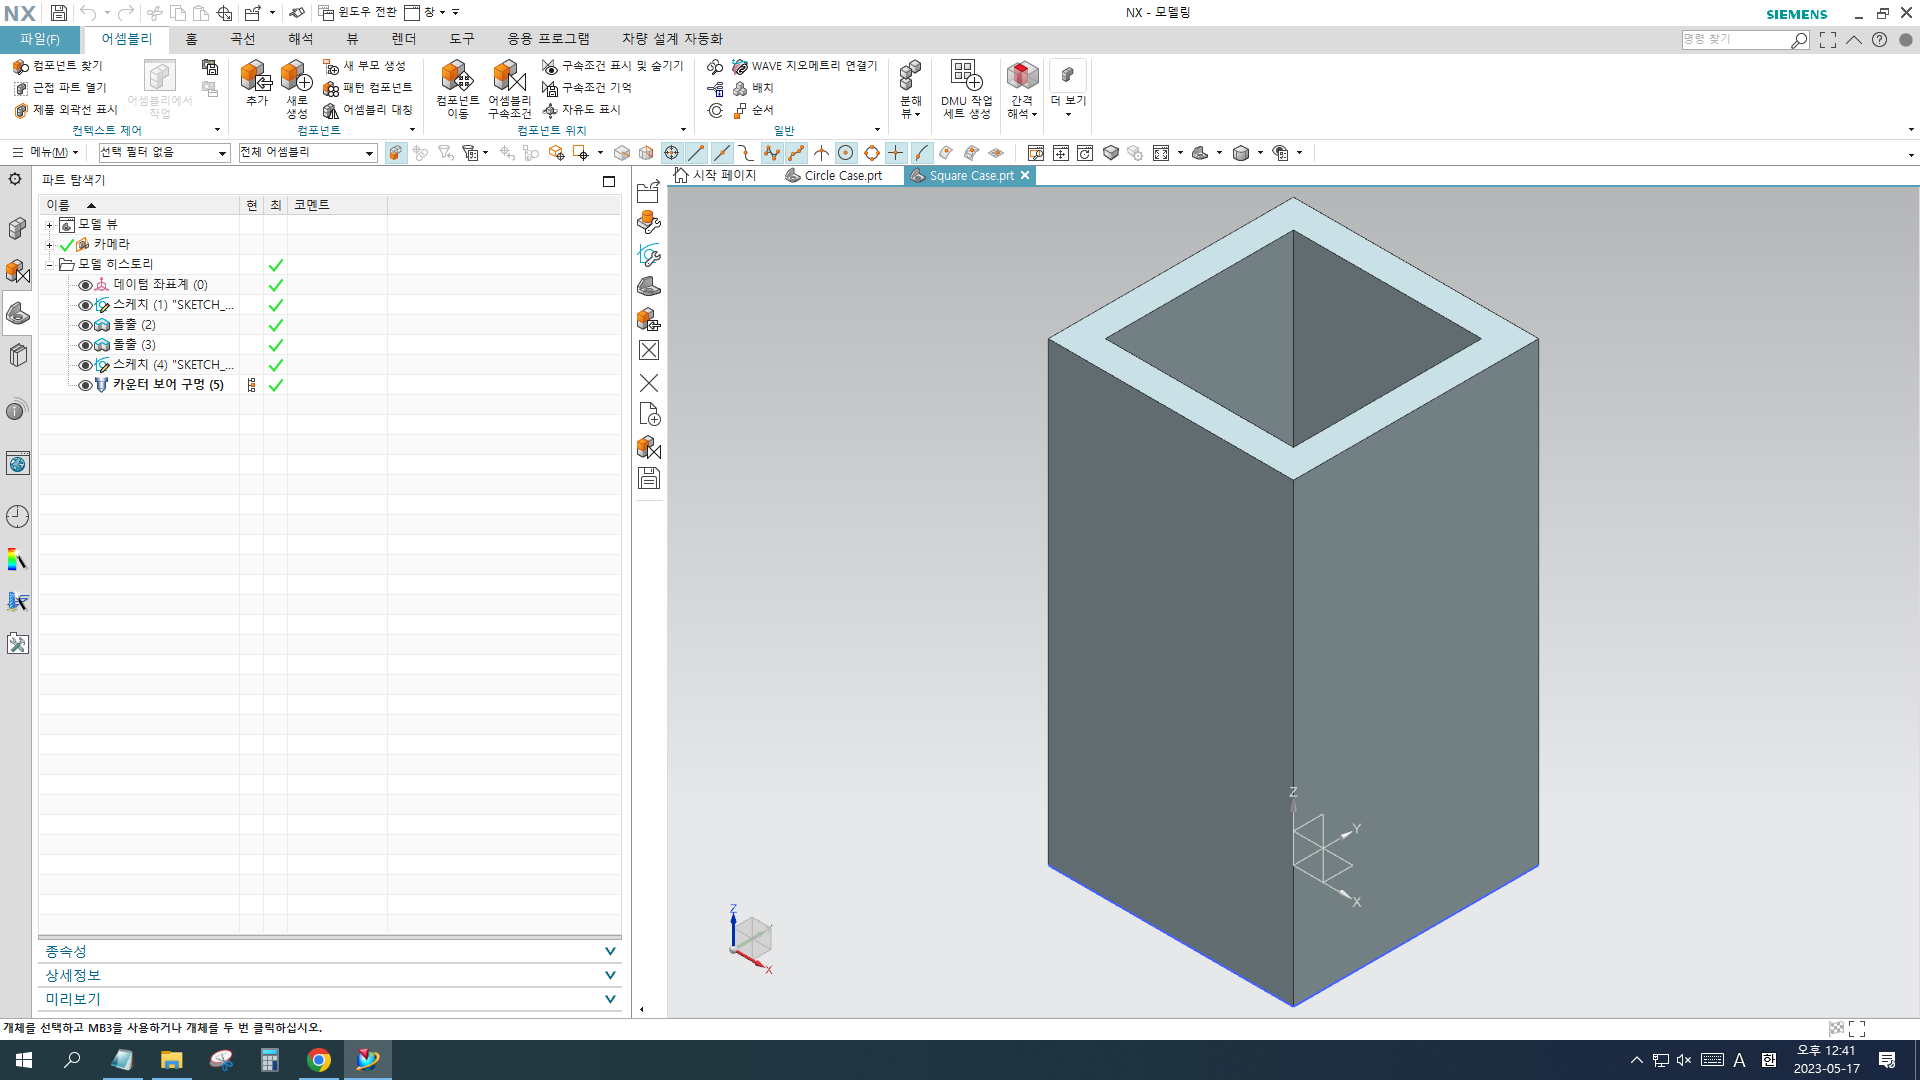 NX
윈도우 전환
창
NX - 모델링
SIEMENS
파일(F)
어셈블리
홈
곡선
해석
뷰
렌더
도구
응용 프로그램
차량 설계 자동화
명령 찾기
컴포넌트 찾기
근접 파트 열기
제품 외곽선 표시
어셈블리에서
작업
컨텍스트 제어
추가
새로
생성
새 부모 생성
패턴 컴포넌트
어셈블리 대칭
컴포넌트
컴포넌트
이동
어셈블리
구속조건
구속조건 표시 및 숨기기
구속조건 기억
자유도 표시
컴포넌트 위치
WAVE 지오메트리 연결기
배치
순서
일반
분해
뷰
DMU 작업
세트 생성
간격
해석
더 보기
메뉴(M)
선택 필터 없음
전체 어셈블리
파트 탐색기
시작 페이지
Circle Case.prt
Square Case.prt
이름
현
최
코멘트
모델 뷰
카메라
모델 히스토리
데이텀 좌표계 (0)
스케치 (1) "SKETCH_...
돌출 (2)
돌출 (3)
스케치 (4) "SKETCH_...
카운터 보어 구멍 (5)
Z
Y
X
Z
X
종속성
상세정보
미리보기
개체를 선택하고 MB3을 사용하거나 개체를 두 번 클릭하십시오.
A
한
오후 12:41
2023-05-17